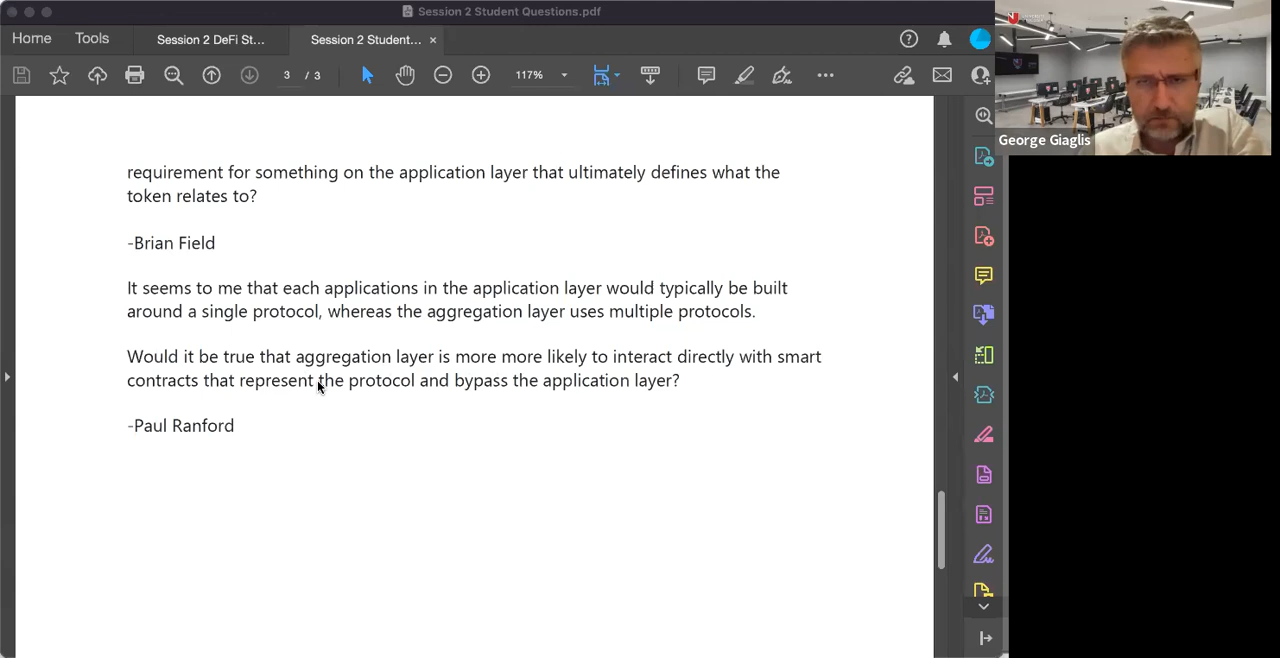 Session 2 Student Questions.pdf
Home Tools Session 2 DeFi St... Session 2 Student... ×
3 / 3 117%
George Giaglis
requirement for something on the application layer that ultimately defines what the
token relates to?
-Brian Field
It seems to me that each applications in the application layer would typically be built
around a single protocol, whereas the aggregation layer uses multiple protocols.
Would it be true that aggregation layer is more more likely to interact directly with smart
contracts that represent the protocol and bypass the application layer?
-Paul Ranford